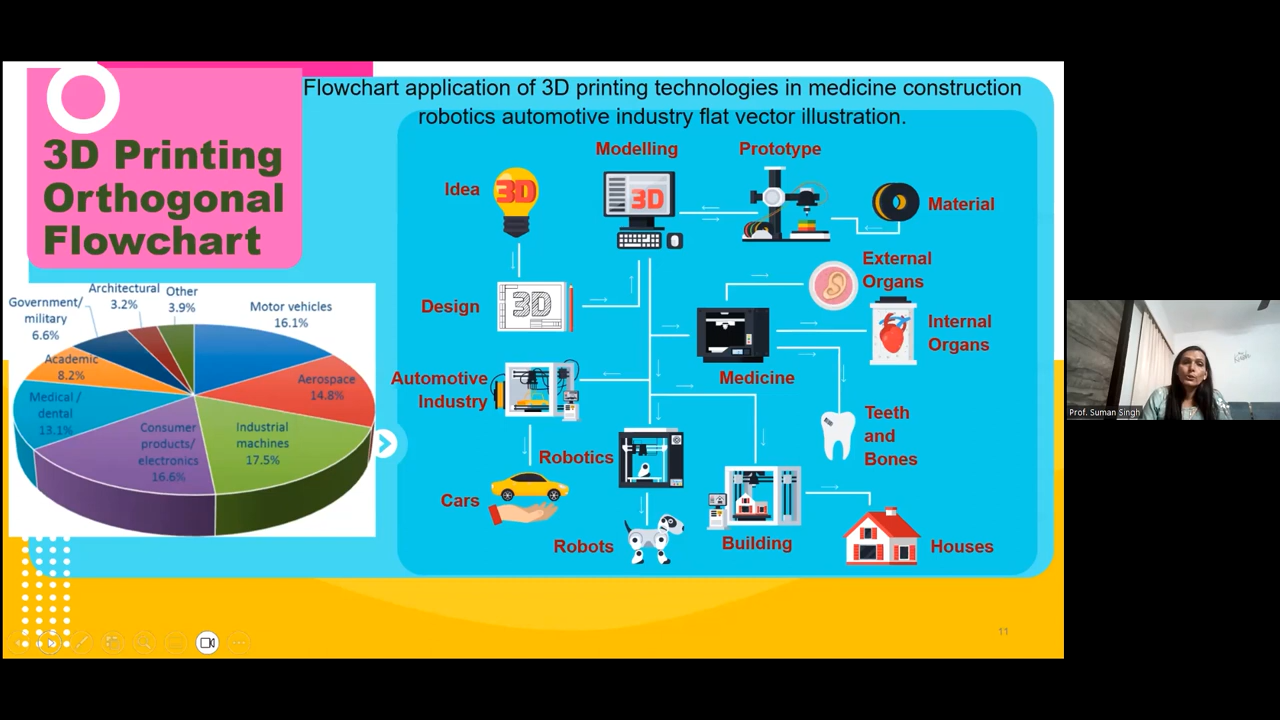 Flowchart application of 3D printing technologies in medicine construction
robotics automotive industry flat vector illustration.
3D Printing
Orthogonal
Flowchart
Architectural
3.2%
Other
3.9%
Government/
military
6.6%
Motor vehicles
16.1%
Academic
8.2%
Aerospace
14.8%
Medical /
dental
13.1%
Consumer
products/
electronics
16.6%
Industrial
machines
17.5%
Modelling
Prototype
Idea
3D
3D
Material
External
Organs
Design
3D
Internal
Organs
Medicine
Automotive
Industry
Teeth
and
Bones
Robotics
Cars
Robots
Building
Houses
11
Prof. Suman Singh